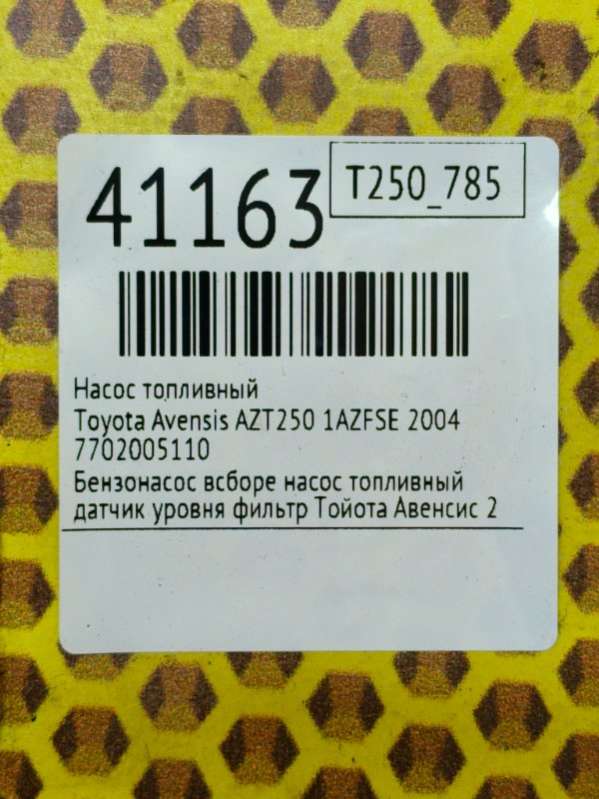 41163
T250_785
Насос топливный
Toyota Avensis AZT250 1AZFSE 2004
7702005110
Бензонасос всборе насос топливный
датчик уровня фильтр Тойота Авенсис 2